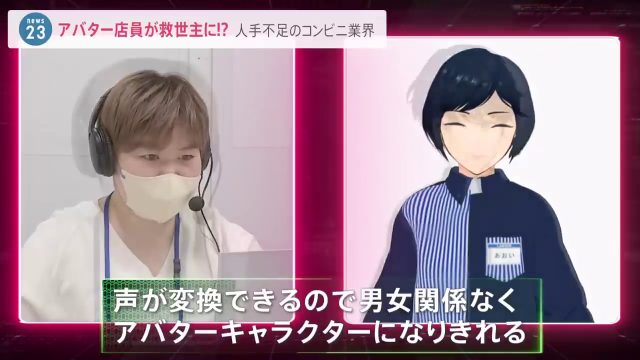 news
23
アバター店員が救世主に!? 人手不足のコンビニ業界
あおい
声が変換できるので男女関係なく
アバターキャラクターになりきれる